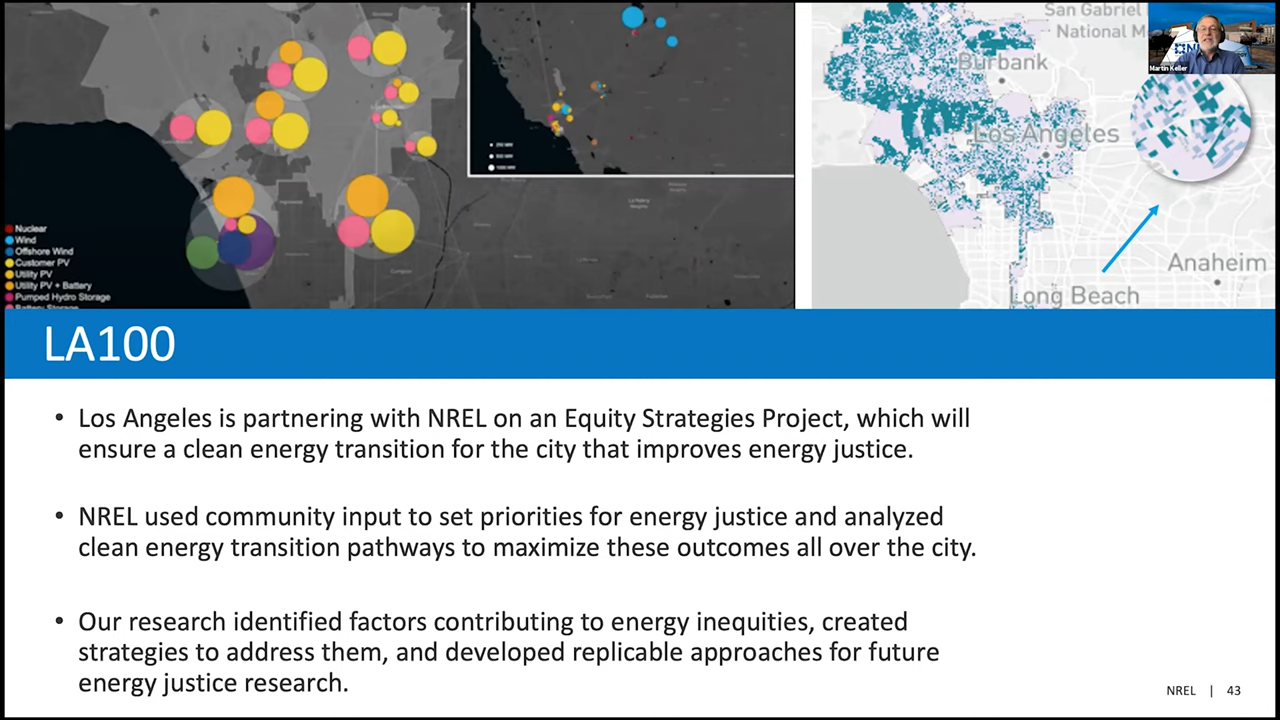 San Gabriel
National M
Burbank
Los Angeles
Anaheim
Long Beach
Martin Keller
Nuclear
Wind
Offshore Wind
Customer PV
Utility PV
Utility PV + Battery
Pumped Hydro Storage
Battery Storage
LA100
• Los Angeles is partnering with NREL on an Equity Strategies Project, which will
ensure a clean energy transition for the city that improves energy justice.
• NREL used community input to set priorities for energy justice and analyzed
clean energy transition pathways to maximize these outcomes all over the city.
• Our research identified factors contributing to energy inequities, created
strategies to address them, and developed replicable approaches for future
energy justice research.
NREL | 43